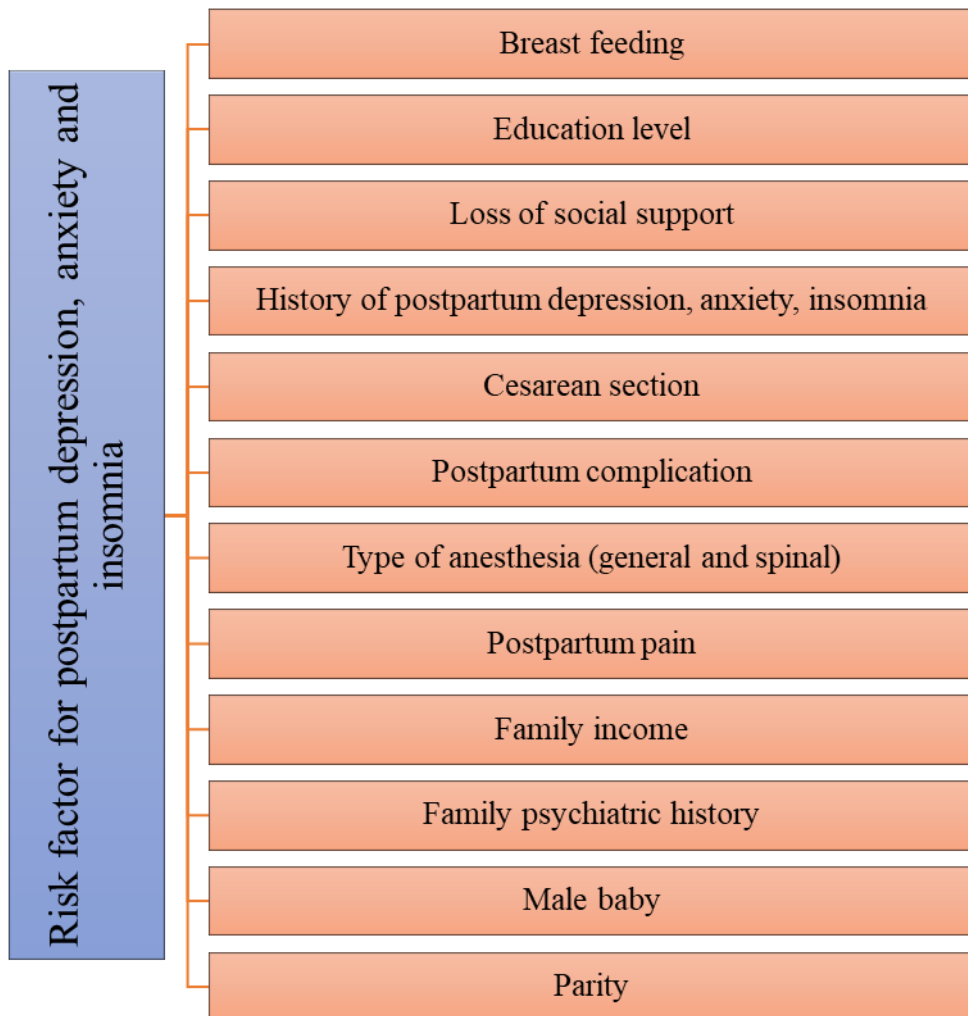 Risk factor for postpartum depression, anxiety and
insomnia
Breast feeding
Education level
Loss of social support
History of postpartum depression, anxiety, insomnia
Cesarean section
Postpartum complication
Type of anesthesia (general and spinal)
Postpartum pain
Family income
Family psychiatric history
Male baby
Parity